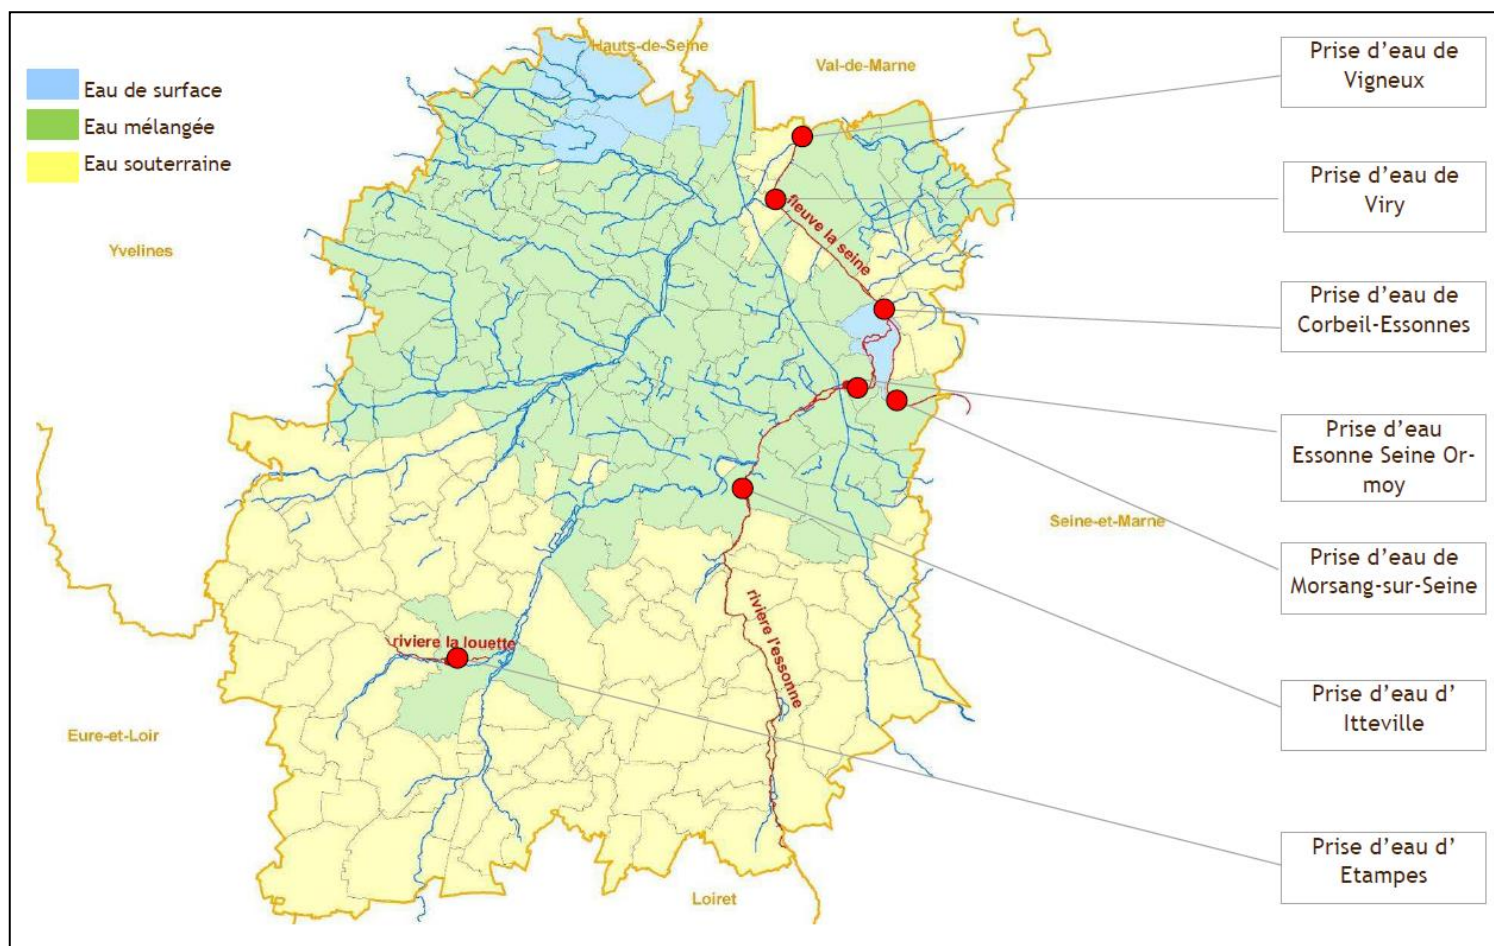 Hauts-de-Seine
Val-de-Marne
Eau de surface
Eau mélangée
Eau souterraine
Yvelines
fleuve la seine
Seine-et-Marne
riviere la louette
riviere l'essonne
Eure-et-Loir
Loiret
Prise d'eau de
Vigneux
Prise d'eau de
Viry
Prise d'eau de
Corbeil-Essonnes
Prise d'eau
Essonne Seine Or-
moy
Prise d'eau de
Morsang-sur-Seine
Prise d'eau d'
Itteville
Prise d'eau d'
Etampes